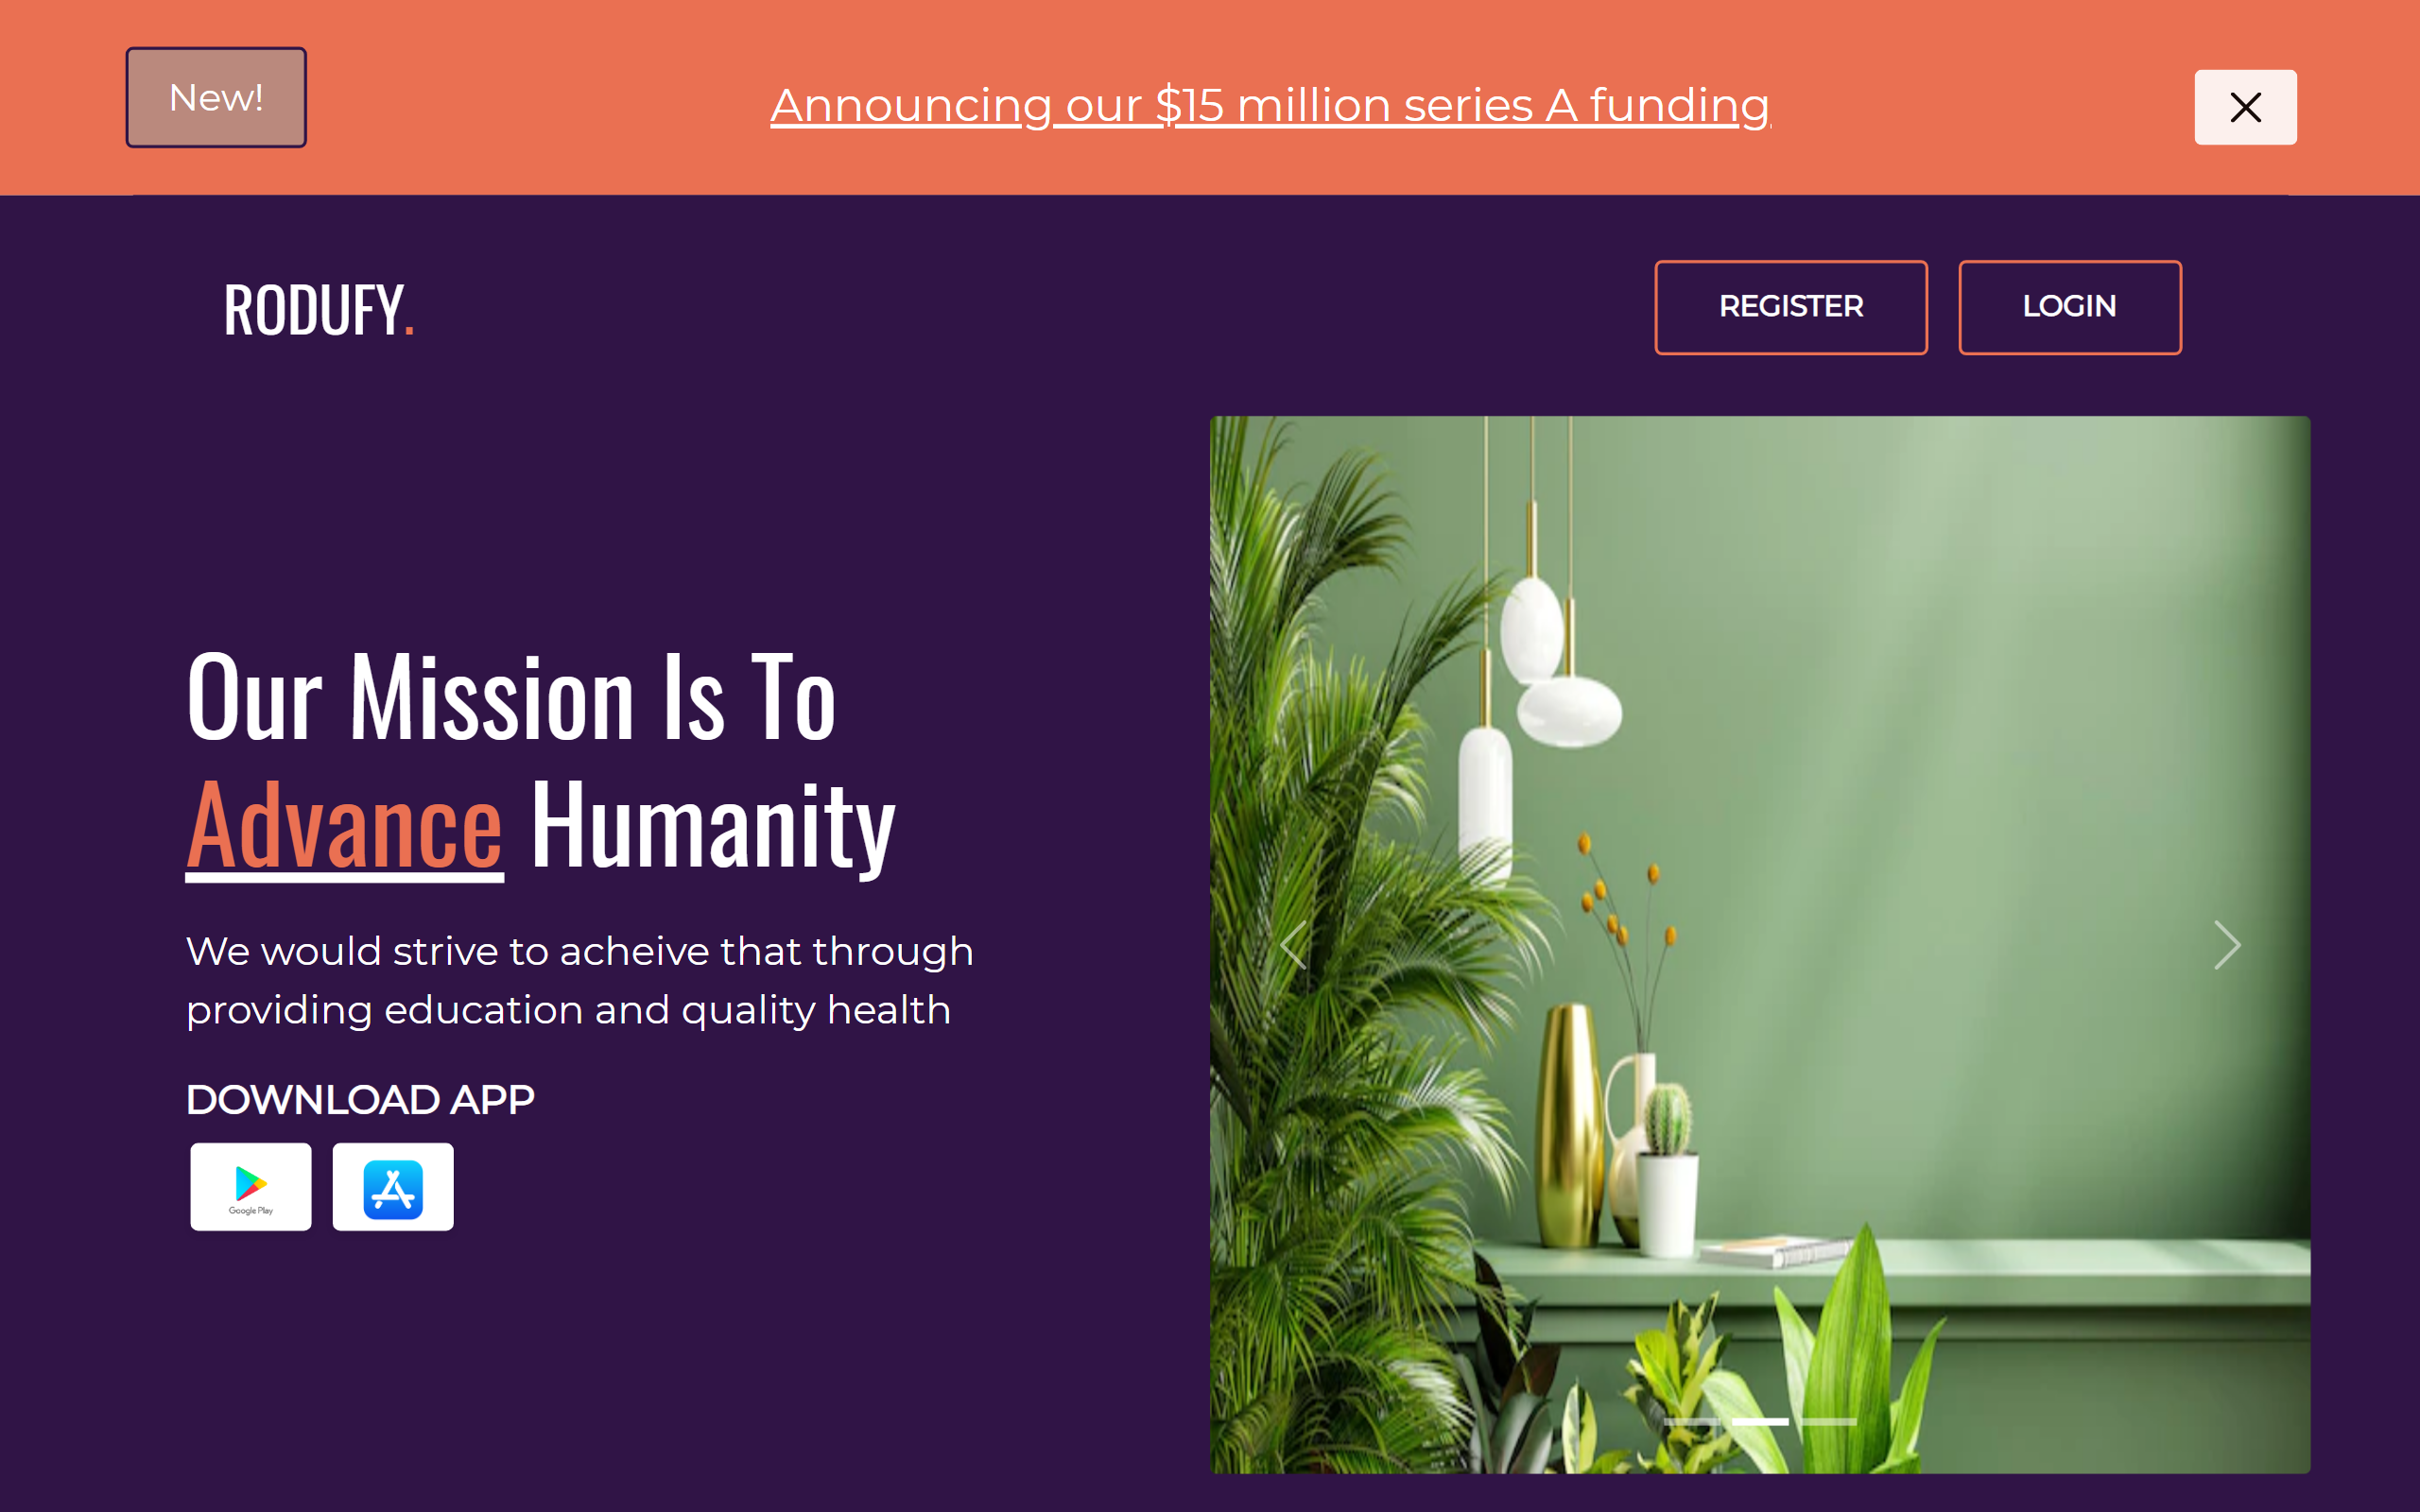 New!
Announcing our $15 million series A funding
RODUFY.
REGISTER
LOGIN
Our Mission Is To
Advance Humanity
We would strive to acheive that through
providing education and quality health
DOWNLOAD APP
Google Play